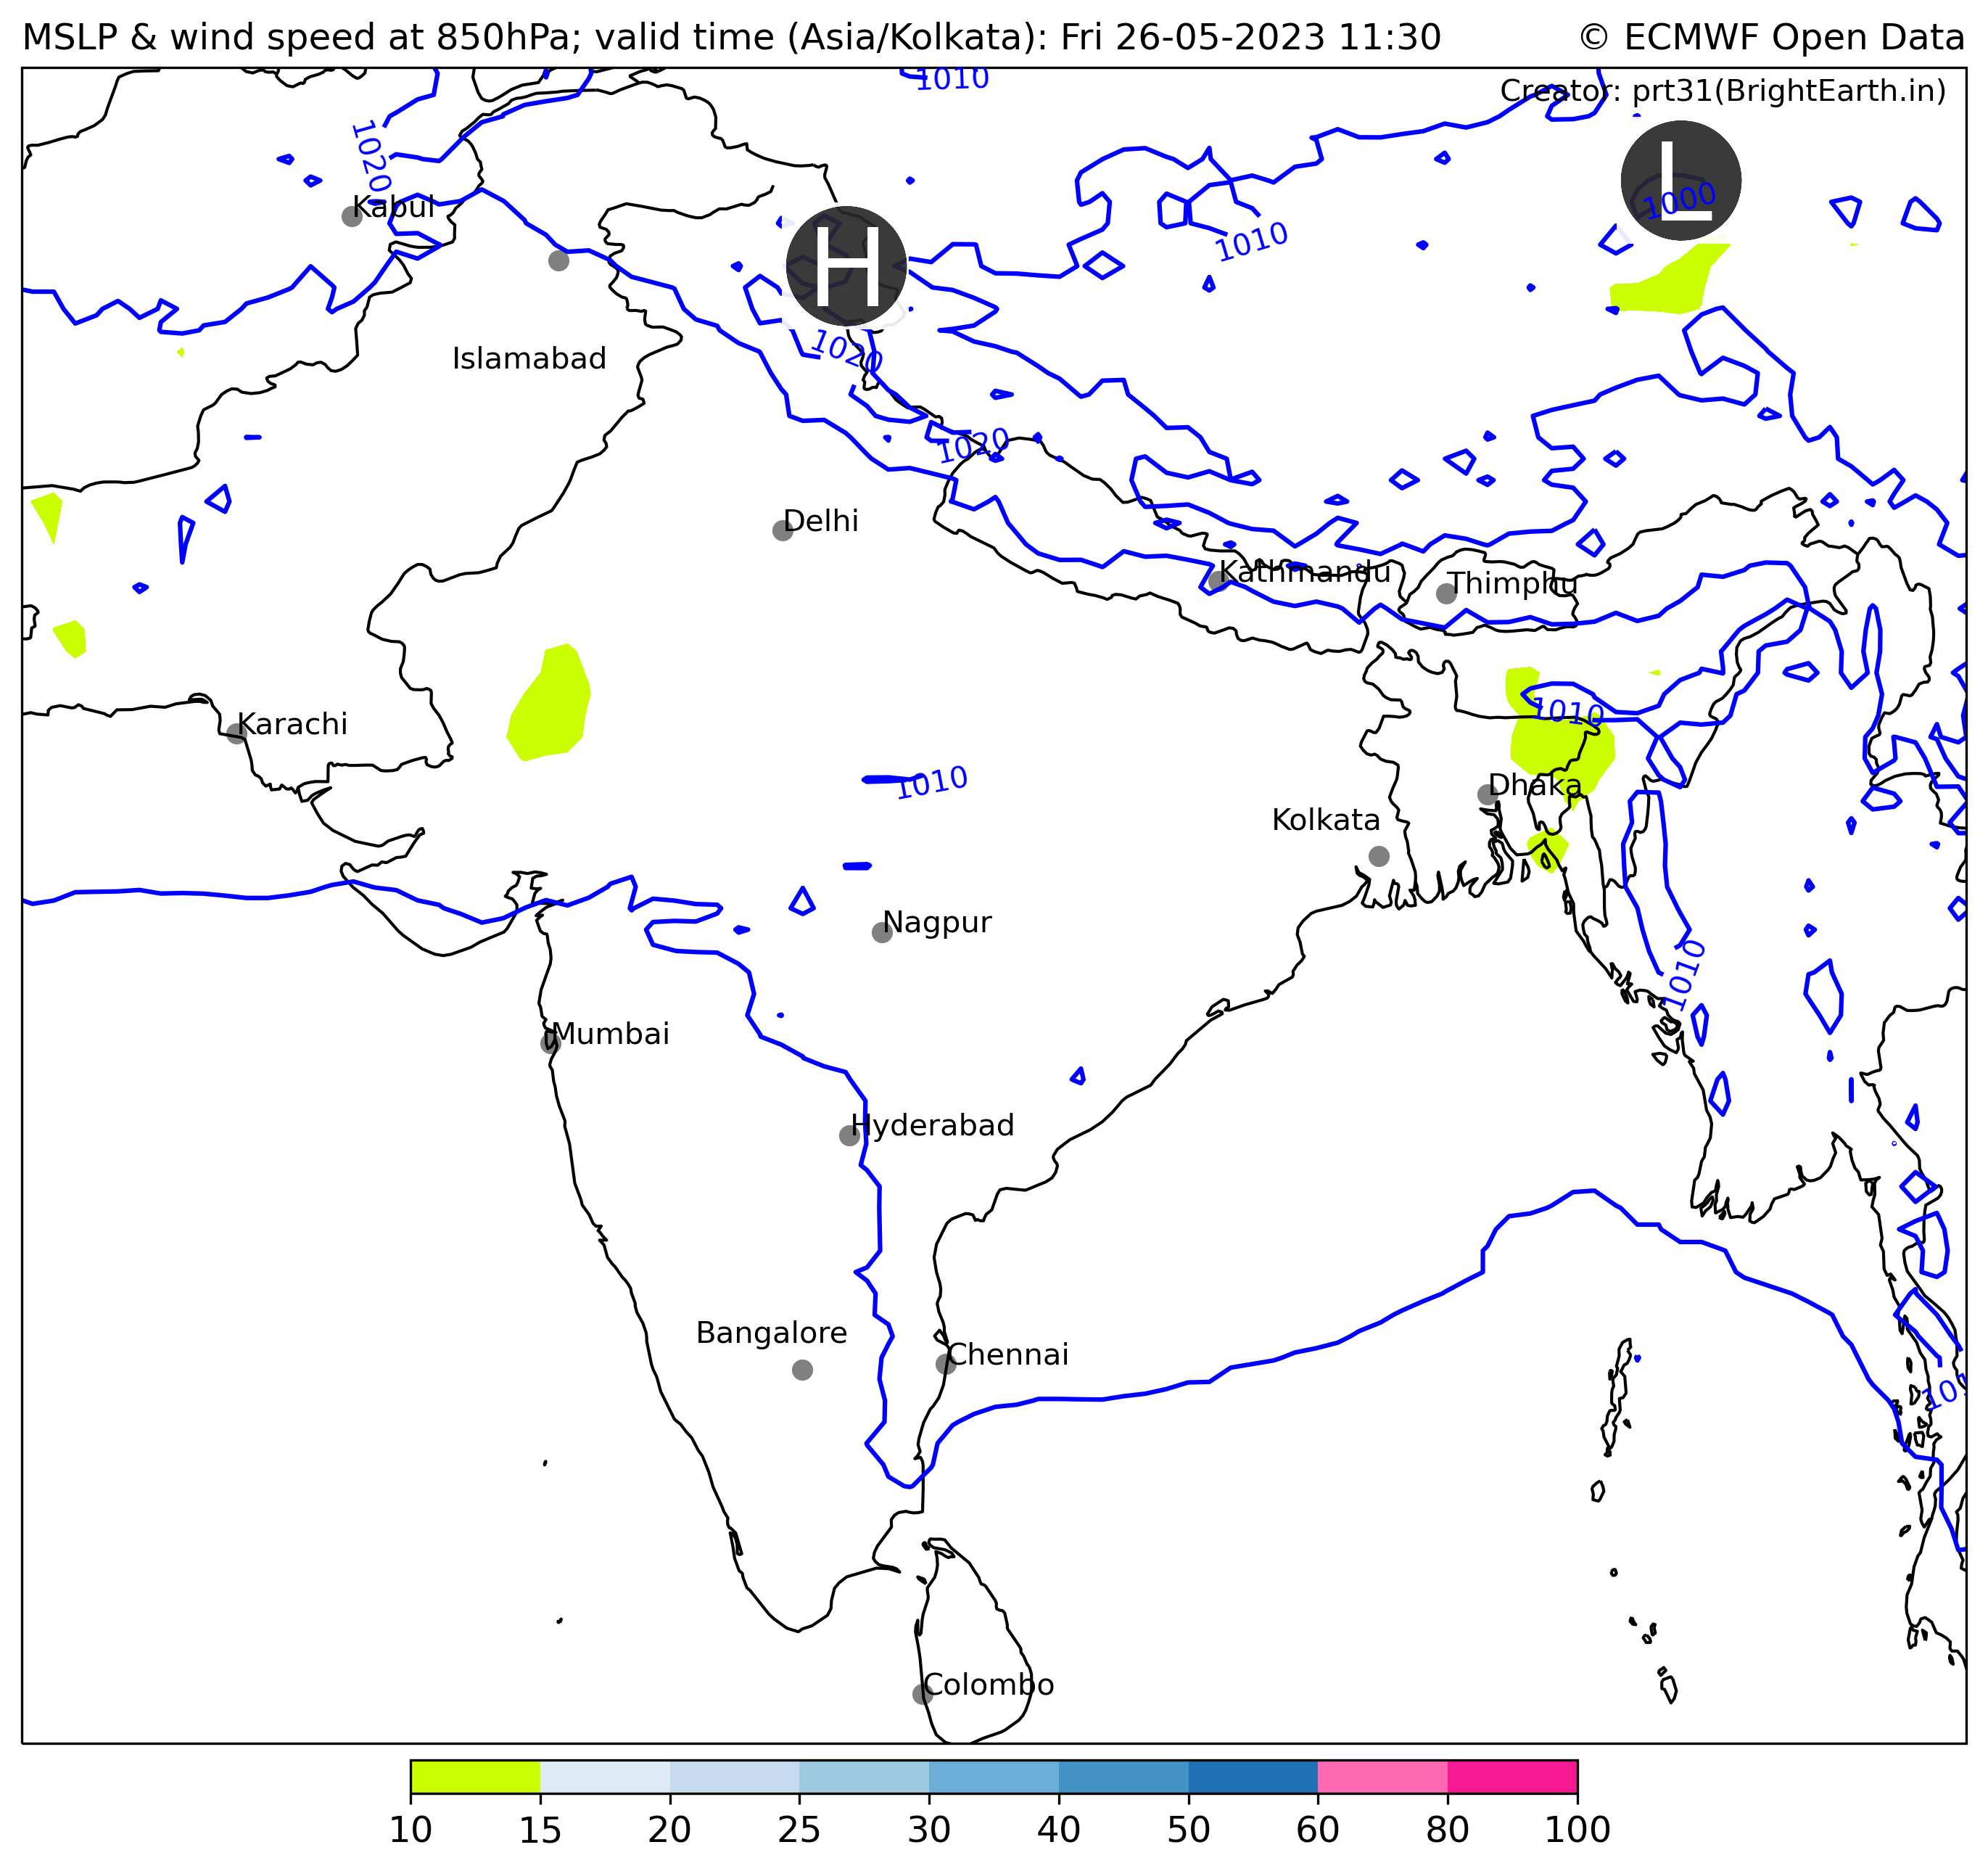 MSLP & wind speed at 850hPa; valid time (Asia/Kolkata): Fri 26-05-2023 11:30
© ECMWF Open Data
1010
Creator: prt31(BrightEarth.in)
1020
L
1000
Kabul
1010
H
1020
Islamabad
1020
Delhi
Kathmandu
Thimphu
Karachi
1010
1010
Dhaka
Kolkata
Nagpur
1010
Mumbai
Hyderabad
Bangalore
Chennai
Colombo
10 15 20 25 30 40 50 60 80 100